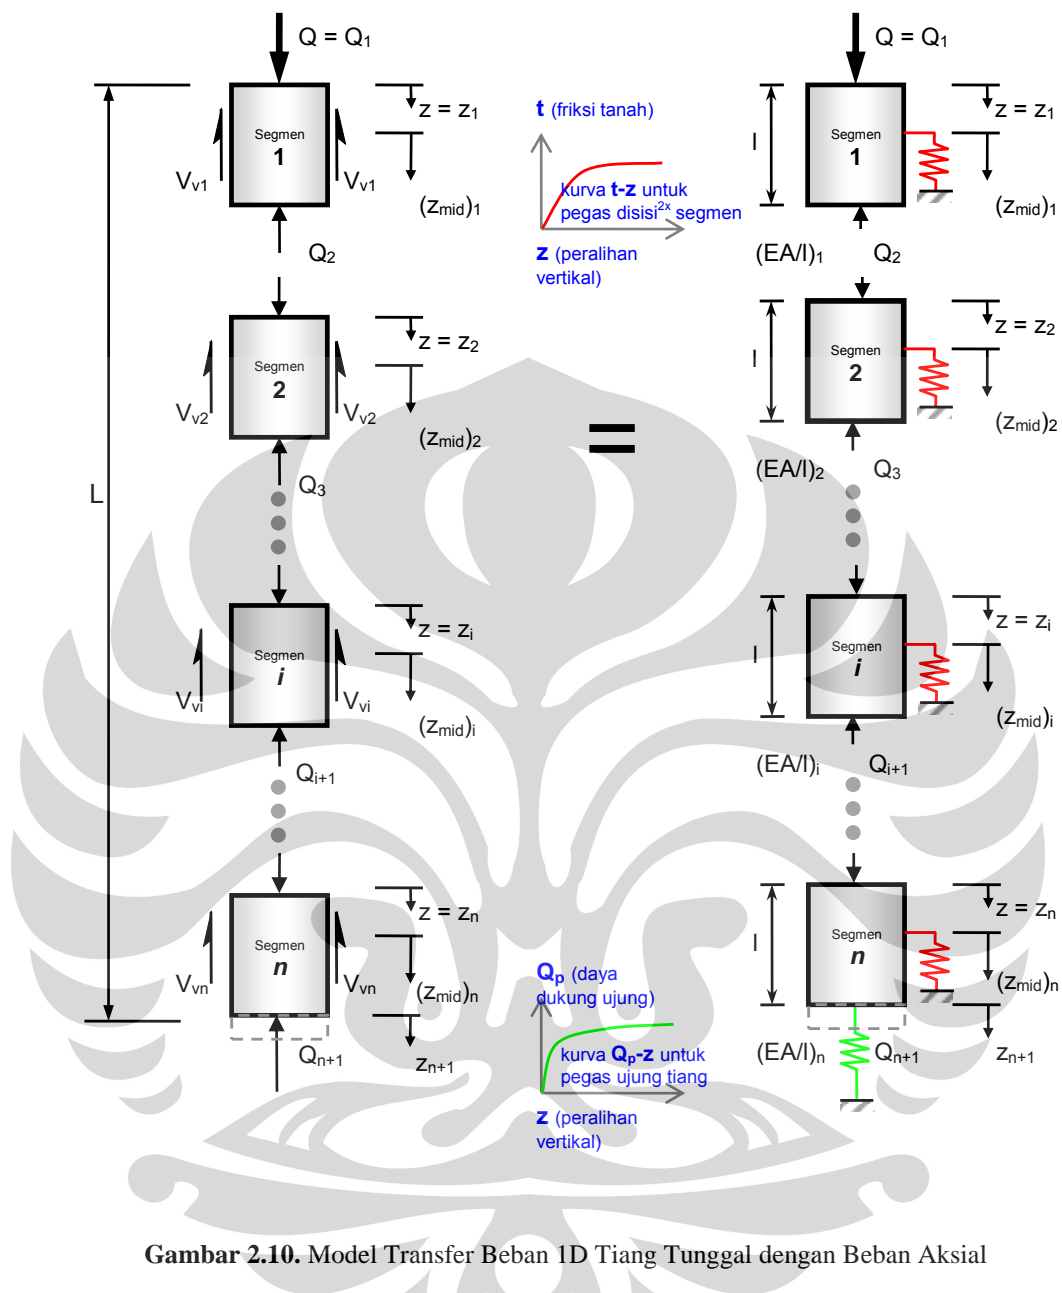 Q = Q1
Segmen
1
Vv1
Vv1
z = z1
(zmid)1
Q2
Segmen
2
Vv2
Vv2
z = z2
(zmid)2
Q3
L
Segmen
i
Vvi
Vvi
z = zi
(zmid)i
Qi+1
Segmen
n
Vvn
Vvn
z = zn
(zmid)n
Qn+1
zn+1
t (friksi tanah)
kurva t-z untuk
pegas disisi2x segmen
z (peralihan
vertikal)
=
Qp (daya
dukung ujung)
kurva Qp-z untuk
pegas ujung tiang
z (peralihan
vertikal)
Q = Q1
l
Segmen
1
z = z1
(zmid)1
(EA/l)1
Q2
l
Segmen
2
z = z2
(zmid)2
(EA/l)2
Q3
l
Segmen
i
z = zi
(zmid)i
(EA/l)i
Qi+1
l
Segmen
n
z = zn
(zmid)n
(EA/l)n
Qn+1
zn+1
Gambar 2.10. Model Transfer Beban 1D Tiang Tunggal dengan Beban Aksial